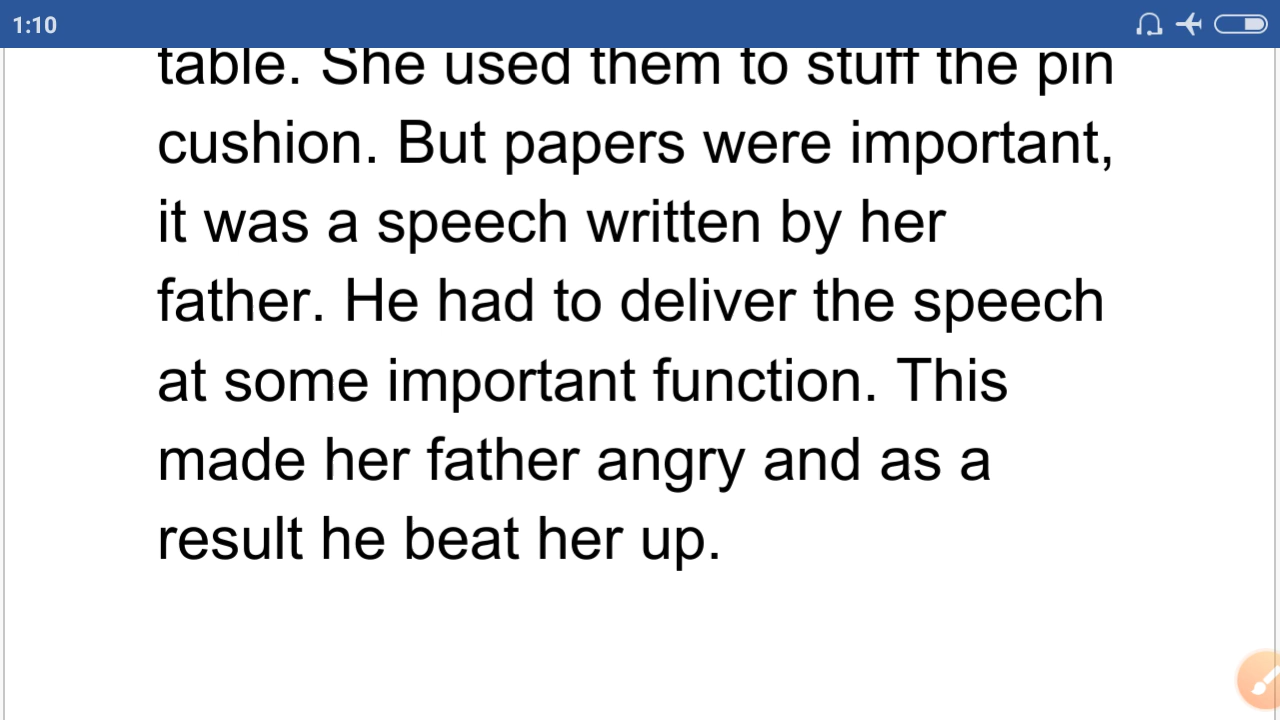 1:10
table. She used them to stuff the pin
cushion. But papers were important,
it was a speech written by her
father. He had to deliver the speech
at some important function. This
made her father angry and as a
result he beat her up.